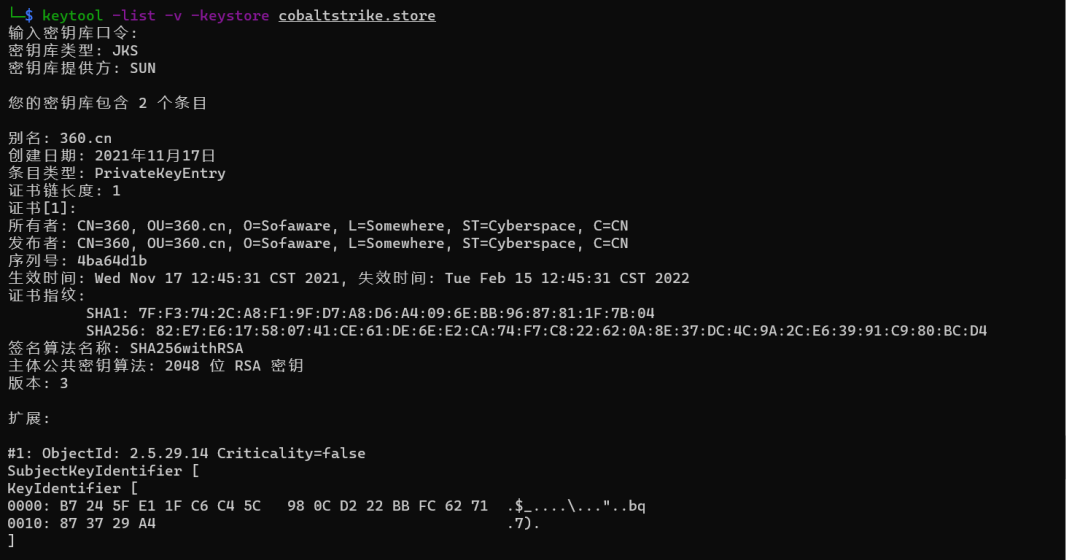 └─$ keytool -list -v -keystore cobaltstrike.store
输入密钥库口令:
密钥库类型: JKS
密钥库提供方: SUN
您的密钥库包含 2 个条目
别名: 360.cn
创建日期: 2021年11月17日
条目类型: PrivateKeyEntry
证书链长度: 1
证书[1]:
所有者: CN=360, OU=360.cn, O=Sofaware, L=Somewhere, ST=Cyberspace, C=CN
发布者: CN=360, OU=360.cn, O=Sofaware, L=Somewhere, ST=Cyberspace, C=CN
序列号: 4ba64d1b
生效时间: Wed Nov 17 12:45:31 CST 2021, 失效时间: Tue Feb 15 12:45:31 CST 2022
证书指纹:
SHA1: 7F:F3:74:2C:A8:F1:9F:D7:A8:D6:A4:09:6E:BB:96:87:81:1F:7B:04
SHA256: 82:E7:E6:17:58:07:41:CE:61:DE:6E:E2:CA:74:F7:C8:22:62:0A:8E:37:DC:4C:9A:2C:E6:39:91:C9:80:BC:D4
签名算法名称: SHA256withRSA
主体公共密钥算法: 2048 位 RSA 密钥
版本: 3
扩展:
#1: ObjectId: 2.5.29.14 Criticality=false
SubjectKeyIdentifier [
KeyIdentifier [
0000: B7 24 5F E1 1F C6 C4 5C   98 0C D2 22 BB FC 62 71  .$_....\..."..bq
0010: 87 37 29 A4                                        .7).
]